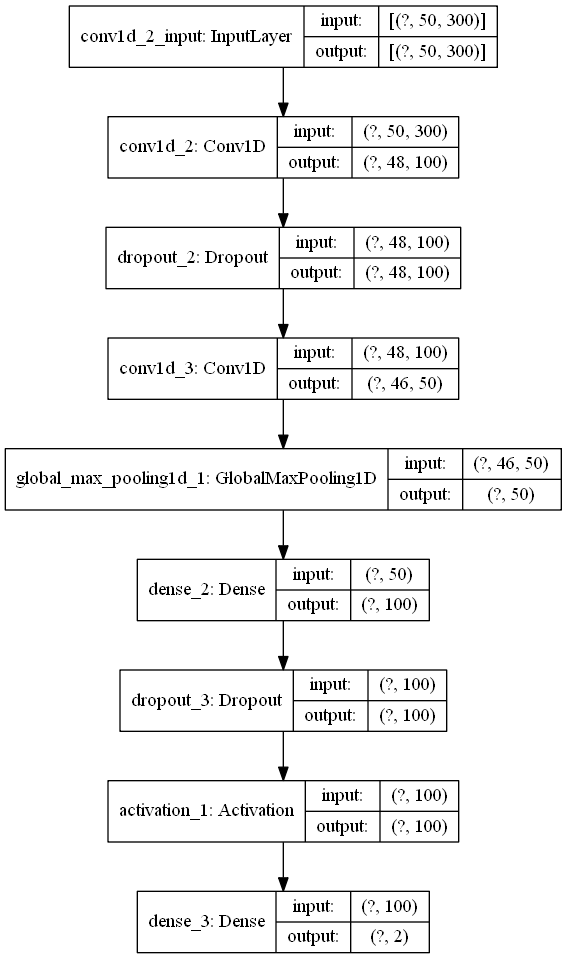 conv1d_2_input: InputLayer
input: [(?, 50, 300)]
output: [(?, 50, 300)]
conv1d_2: Conv1D
input: (?, 50, 300)
output: (?, 48, 100)
dropout_2: Dropout
input: (?, 48, 100)
output: (?, 48, 100)
conv1d_3: Conv1D
input: (?, 48, 100)
output: (?, 46, 50)
global_max_pooling1d_1: GlobalMaxPooling1D
input: (?, 46, 50)
output: (?, 50)
dense_2: Dense
input: (?, 50)
output: (?, 100)
dropout_3: Dropout
input: (?, 100)
output: (?, 100)
activation_1: Activation
input: (?, 100)
output: (?, 100)
dense_3: Dense
input: (?, 100)
output: (?, 2)